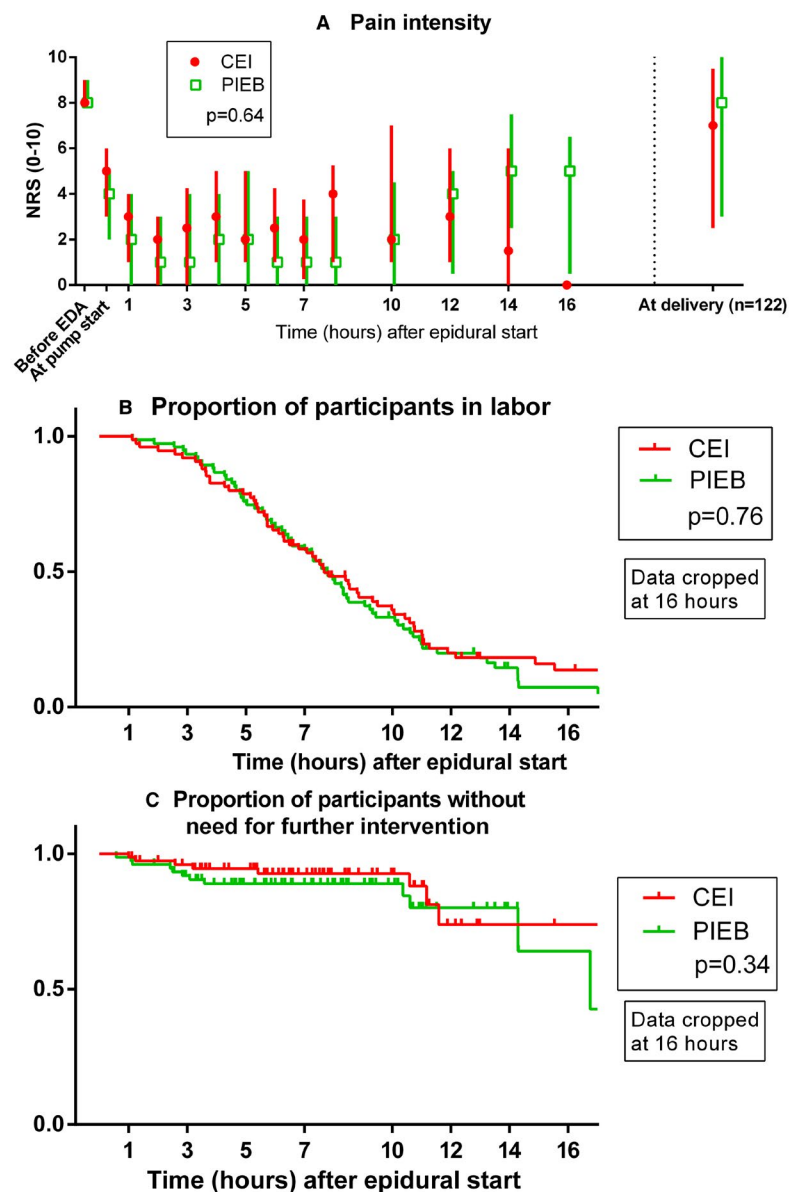 A Pain intensity
CEI
PIEB
p=0.64
NRS (0-10)
10
8
6
4
2
0
Before EDA
At pump start
1 3 5 7 10 12 14 16 At delivery (n=122)
Time (hours) after epidural start
B Proportion of participants in labor
CEI
PIEB
p=0.76
Data cropped
at 16 hours
1.0
0.5
0.0
1 3 5 7 10 12 14 16
Time (hours) after epidural start
C Proportion of participants without
need for further intervention
CEI
PIEB
p=0.34
Data cropped
at 16 hours
1.0
0.5
0.0
1 3 5 7 10 12 14 16
Time (hours) after epidural start